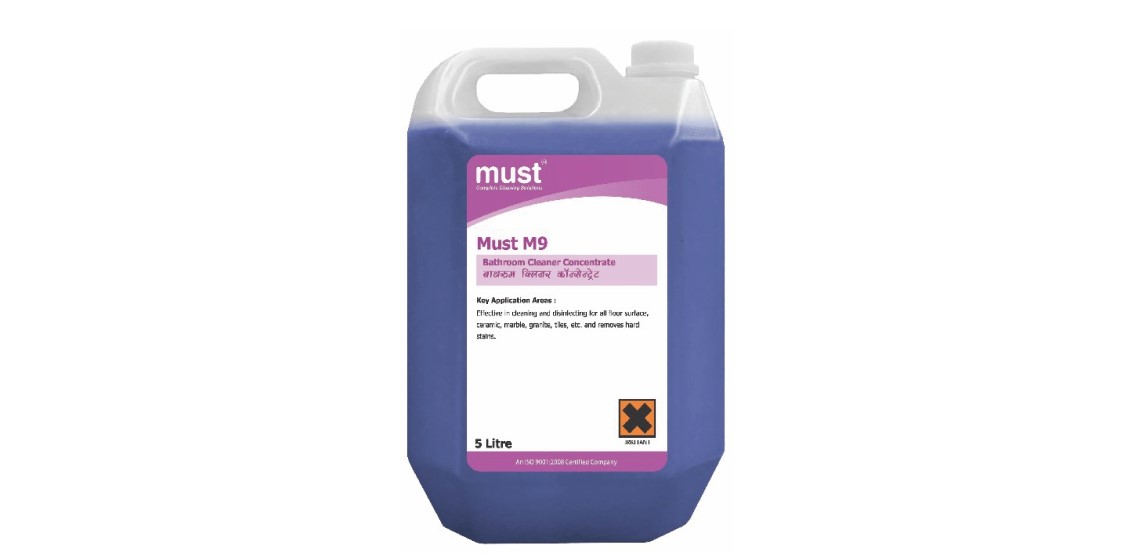 must
Complete Cleaning Solutions
Must M9
Bathroom Cleaner Concentrate
बाथरुम क्लिनर कॉन्सेन्ट्रेट
Key Application Areas :
Effective in cleaning and disinfecting for all flour surface,
ceramic, marble, granite, tiles, etc. and removes hard
stains.
IRRITANT
5 Litre
An ISO 9001:2008 Certified Company